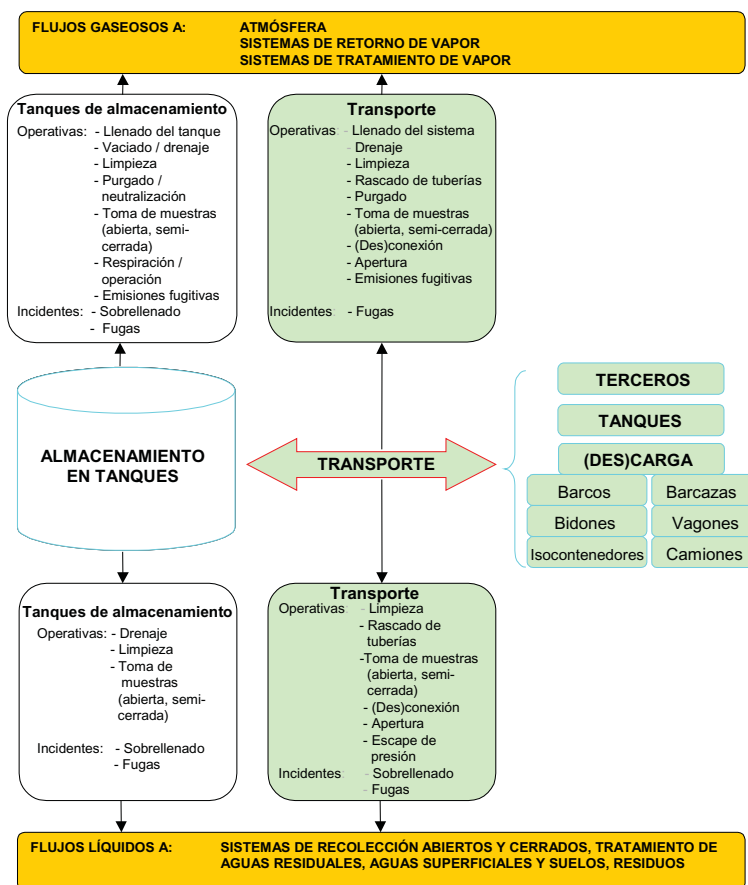 FLUJOS GASEOSOS A: ATMÓSFERA
SISTEMAS DE RETORNO DE VAPOR
SISTEMAS DE TRATAMIENTO DE VAPOR
Tanques de almacenamiento
Operativas: - Llenado del tanque
- Vaciado / drenaje
- Limpieza
- Purgado /
neutralización
- Toma de muestras
(abierta, semi-
cerrada)
- Respiración /
operación
- Emisiones fugitivas
Incidentes: - Sobrellenado
- Fugas
Transporte
Operativas: - Llenado del sistema
- Drenaje
- Limpieza
- Rascado de tuberías
- Purgado
- Toma de muestras
(abierta, semi-cerrada)
- (Des)conexión
- Apertura
- Emisiones fugitivas
Incidentes: - Fugas
ALMACENAMIENTO
EN TANQUES
TRANSPORTE
TERCEROS
TANQUES
(DES)CARGA
Barcos Barcazas
Bidones Vagones
Isocontenedores Camiones
Tanques de almacenamiento
Operativas: - Drenaje
- Limpieza
- Toma de
muestras
(abierta, semi-
cerrada)
Incidentes: - Sobrellenado
- Fugas
Transporte
Operativas: - Limpieza
- Rascado de
tuberías
-Toma de muestras
(abierta, semi-
cerrada)
- (Des)conexión
- Apertura
- Escape de
presión
Incidentes: - Sobrellenado
- Fugas
FLUJOS LÍQUIDOS A: SISTEMAS DE RECOLECCIÓN ABIERTOS Y CERRADOS, TRATAMIENTO DE
AGUAS RESIDUALES, AGUAS SUPERFICIALES Y SUELOS, RESIDUOS